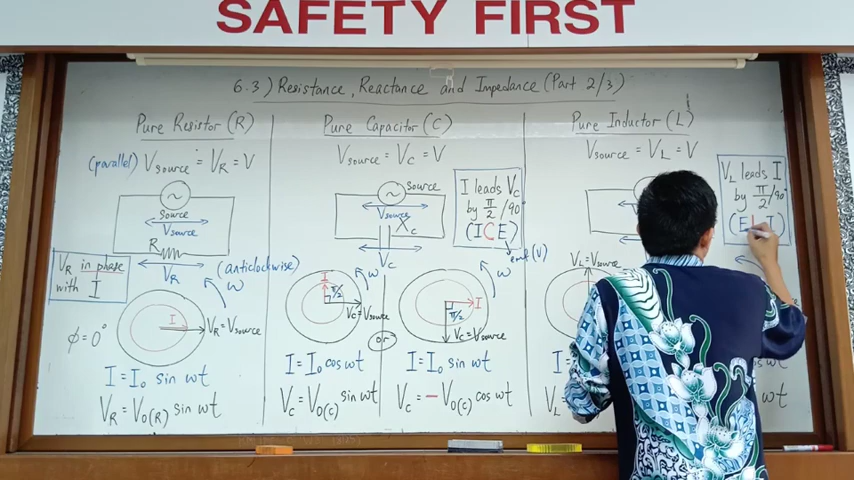 SAFETY FIRST
6.3) Resistance, Reactance and Impedance (Part 2/3)
Pure Resistor (R)
(parallel) Vsource = VR = V
source
Vsource
R
VR
VR in phase
with I
(anticlockwise)
ω
I
VR = Vsource
φ = 0°
I = I₀ sin ωt
VR = V₀(R) sin ωt
Pure Capacitor (C)
Vsource = VC = V
source
Vsource
XC
VC
I leads VC
by π/2 /90°
(ICE)
emf (V)
ω
I
π/2
VC = Vsource
or
ω
I
π/2
VC = Vsource
I = I₀ cos ωt
VC = V₀(C) sin ωt
I = I₀ sin ωt
VC = − V₀(C) cos ωt
Pure Inductor (L)
Vsource = VL = V
VL leads I
by π/2 /90°
(E L I)
VL = Vsource
I =
VL
ωt